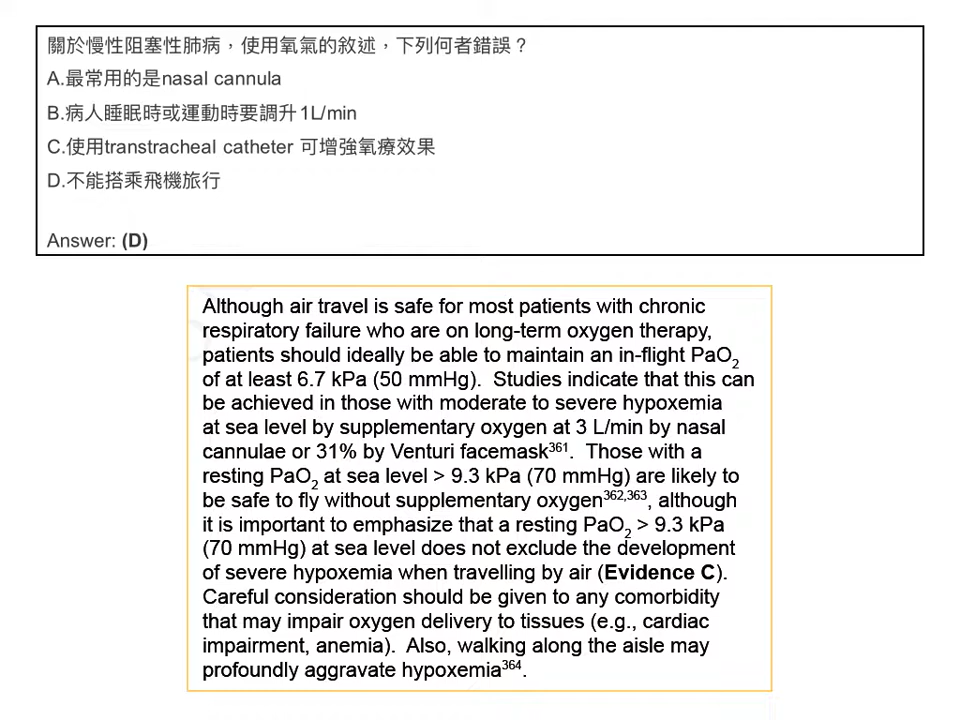 關於慢性阻塞性肺病，使用氧氣的敘述，下列何者錯誤？
A.最常用的是nasal cannula
B.病人睡眠時或運動時要調升1L/min
C.使用transtracheal catheter 可增強氧療效果
D.不能搭乘飛機旅行
Answer: (D)
Although air travel is safe for most patients with chronic
respiratory failure who are on long-term oxygen therapy,
patients should ideally be able to maintain an in-flight PaO2
of at least 6.7 kPa (50 mmHg).  Studies indicate that this can
be achieved in those with moderate to severe hypoxemia
at sea level by supplementary oxygen at 3 L/min by nasal
cannulae or 31% by Venturi facemask361.  Those with a
resting PaO2 at sea level > 9.3 kPa (70 mmHg) are likely to
be safe to fly without supplementary oxygen362,363, although
it is important to emphasize that a resting PaO2 > 9.3 kPa
(70 mmHg) at sea level does not exclude the development
of severe hypoxemia when travelling by air (Evidence C).
Careful consideration should be given to any comorbidity
that may impair oxygen delivery to tissues (e.g., cardiac
impairment, anemia).  Also, walking along the aisle may
profoundly aggravate hypoxemia364.